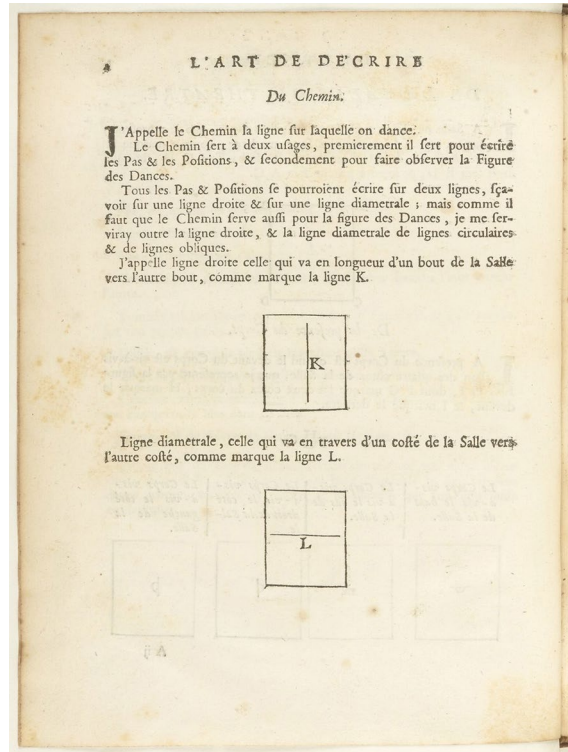 4
L'ART DE DE'CRIRE
Du Chemin.
J'Appelle le Chemin la ligne sur laquelle on dance.
Le Chemin sert à deux usages, premierement il sert pour écrire
les Pas & les Positions, & secondement pour faire observer la Figure
des Dances.
Tous les Pas & Positions se pourroient écrire sur deux lignes, sça-
voir sur une ligne droite & sur une ligne diametrale ; mais comme il
faut que le Chemin serve aussi pour la figure des Dances, je me ser-
viray outre la ligne droite, & la ligne diametrale de lignes circulaires
& de lignes obliques.
J'appelle ligne droite celle qui va en longueur d'un bout de la Salle
vers l'autre bout, comme marque la ligne K.
K
Ligne diametrale, celle qui va en travers d'un costé de la Salle vers
l'autre costé, comme marque la ligne L.
L